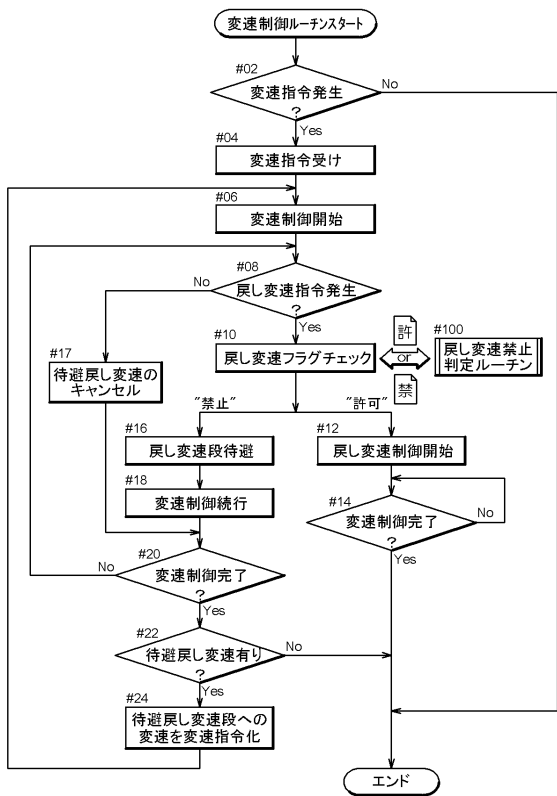 変速制御ルーチンスタート
#02
変速指令発生
?
No
Yes
#04
変速指令受け
#06
変速制御開始
#08
戻し変速指令発生
?
No
Yes
#10
戻し変速フラグチェック
許
or
禁
#100
戻し変速禁止
判定ルーチン
#17
待避戻し変速の
キャンセル
"禁止"
"許可"
#16
戻し変速段待避
#12
戻し変速制御開始
#18
変速制御続行
#14
変速制御完了
?
No
Yes
#20
変速制御完了
?
No
Yes
#22
待避戻し変速有り
?
No
Yes
#24
待避戻し変速段への
変速を変速指令化
エンド